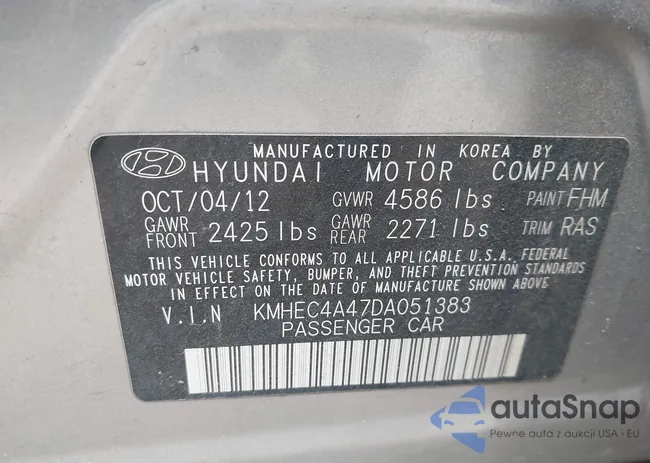 MANUFACTURED IN KOREA BY
HYUNDAI MOTOR COMPANY
OCT/04/12 GVWR 4586 lbs PAINT FHM
GAWR FRONT 2425 lbs GAWR REAR 2271 lbs TRIM RAS
THIS VEHICLE CONFORMS TO ALL APPLICABLE U.S.A. FEDERAL
MOTOR VEHICLE SAFETY, BUMPER, AND THEFT PREVENTION STANDARDS
IN EFFECT ON THE DATE OF MANUFACTURE SHOWN ABOVE
V.I.N KMHEC4A47DA051383
PASSENGER CAR
autoSnap
Pewne auta z aukcji USA i EU